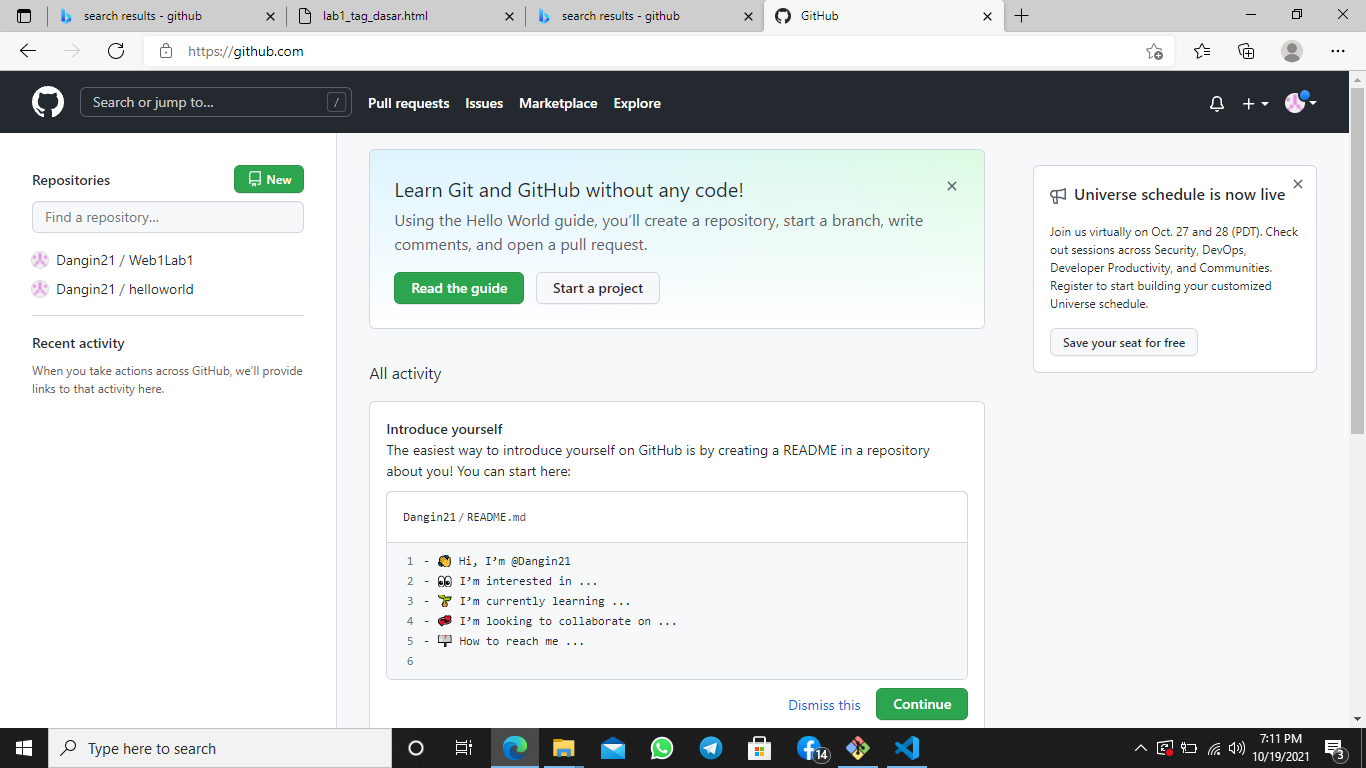 search results - github
lab1_tag_dasar.html
search results - github
GitHub
https://github.com
Search or jump to...
/
Pull requests
Issues
Marketplace
Explore
Repositories
New
Find a repository...
Dangin21 / Web1Lab1
Dangin21 / helloworld
Recent activity
When you take actions across GitHub, we’ll provide
links to that activity here.
Learn Git and GitHub without any code!
Using the Hello World guide, you’ll create a repository, start a branch, write
comments, and open a pull request.
Read the guide
Start a project
All activity
Introduce yourself
The easiest way to introduce yourself on GitHub is by creating a README in a repository
about you! You can start here:
Dangin21 / README.md
1 - 👋 Hi, I’m @Dangin21
2 - 👀 I’m interested in ...
3 - 🌱 I’m currently learning ...
4 - 💞️ I’m looking to collaborate on ...
5 - 📫 How to reach me ...
6
Dismiss this
Continue
Universe schedule is now live
Join us virtually on Oct. 27 and 28 (PDT). Check
out sessions across Security, DevOps,
Developer Productivity, and Communities.
Register to start building your customized
Universe schedule.
Save your seat for free
Type here to search
14
7:11 PM
10/19/2021
3